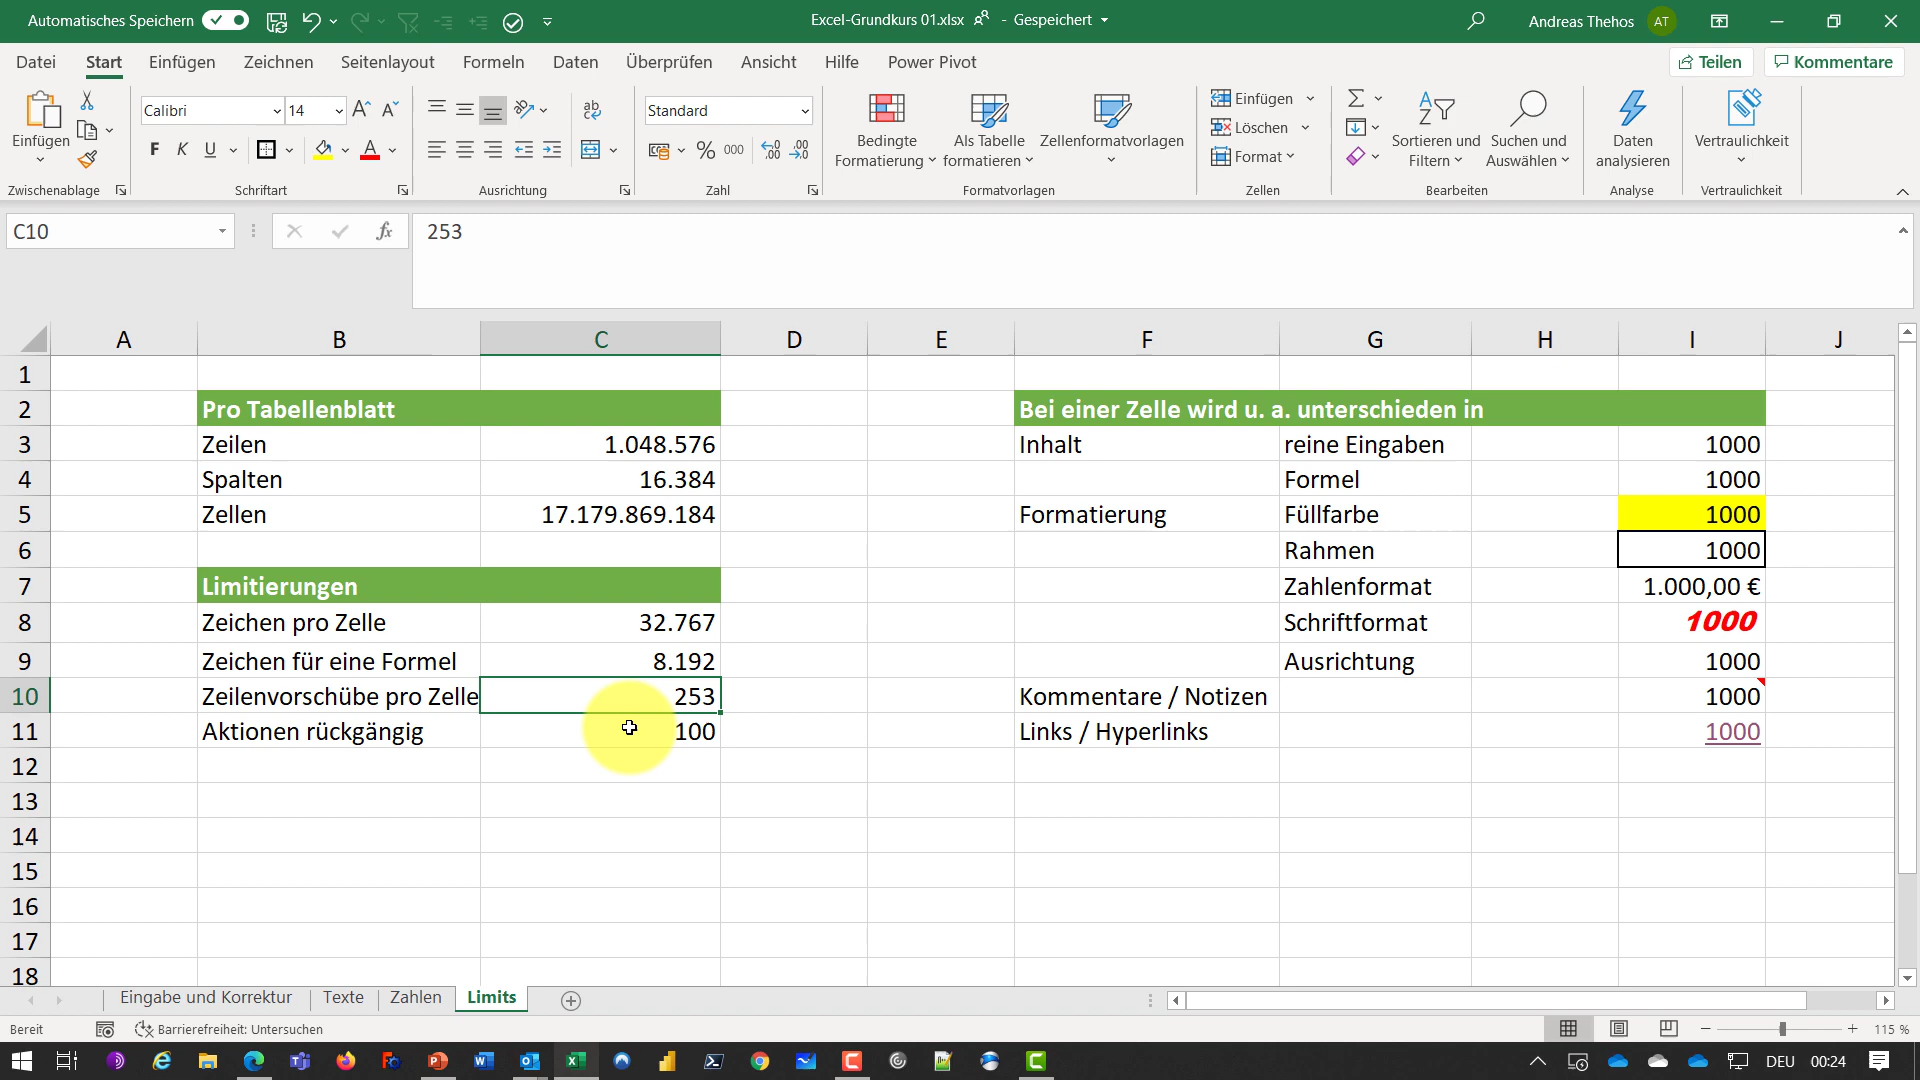 Automatisches Speichern
Excel-Grundkurs 01.xlsx - Gespeichert
Andreas Thehos AT
Datei Start Einfügen Zeichnen Seitenlayout Formeln Daten Überprüfen Ansicht Hilfe Power Pivot Teilen Kommentare
Einfügen
Zwischenablage
Calibri 14
F K U
Schriftart
Ausrichtung
Standard
% 000
Zahl
Bedingte Formatierung
Als Tabelle formatieren
Zellenformatvorlagen
Formatvorlagen
Einfügen
Löschen
Format
Zellen
Sortieren und Filtern
Suchen und Auswählen
Bearbeiten
Daten analysieren
Analyse
Vertraulichkeit
Vertraulichkeit
C10 fx 253
A B C D E F G H I J
1
2 Pro Tabellenblatt Bei einer Zelle wird u. a. unterschieden in
3 Zeilen 1.048.576 Inhalt reine Eingaben 1000
4 Spalten 16.384 Formel 1000
5 Zellen 17.179.869.184 Formatierung Füllfarbe 1000
6 Rahmen 1000
7 Limitierungen Zahlenformat 1.000,00 €
8 Zeichen pro Zelle 32.767 Schriftformat 1000
9 Zeichen für eine Formel 8.192 Ausrichtung 1000
10 Zeilenvorschübe pro Zelle 253 Kommentare / Notizen 1000
11 Aktionen rückgängig 100 Links / Hyperlinks 1000
12
13
14
15
16
17
18
Eingabe und Korrektur Texte Zahlen Limits
Bereit Barrierefreiheit: Untersuchen 115 %
DEU 00:24